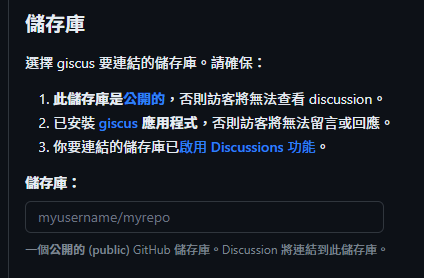 儲存庫
選擇 giscus 要連結的儲存庫。請確保：
1. 此儲存庫是公開的，否則訪客將無法查看 discussion。
2. 已安裝 giscus 應用程式，否則訪客將無法留言或回應。
3. 你要連結的儲存庫已啟用 Discussions 功能。
儲存庫：
myusername/myrepo
一個公開的 (public) GitHub 儲存庫。Discussion 將連結到此儲存庫。